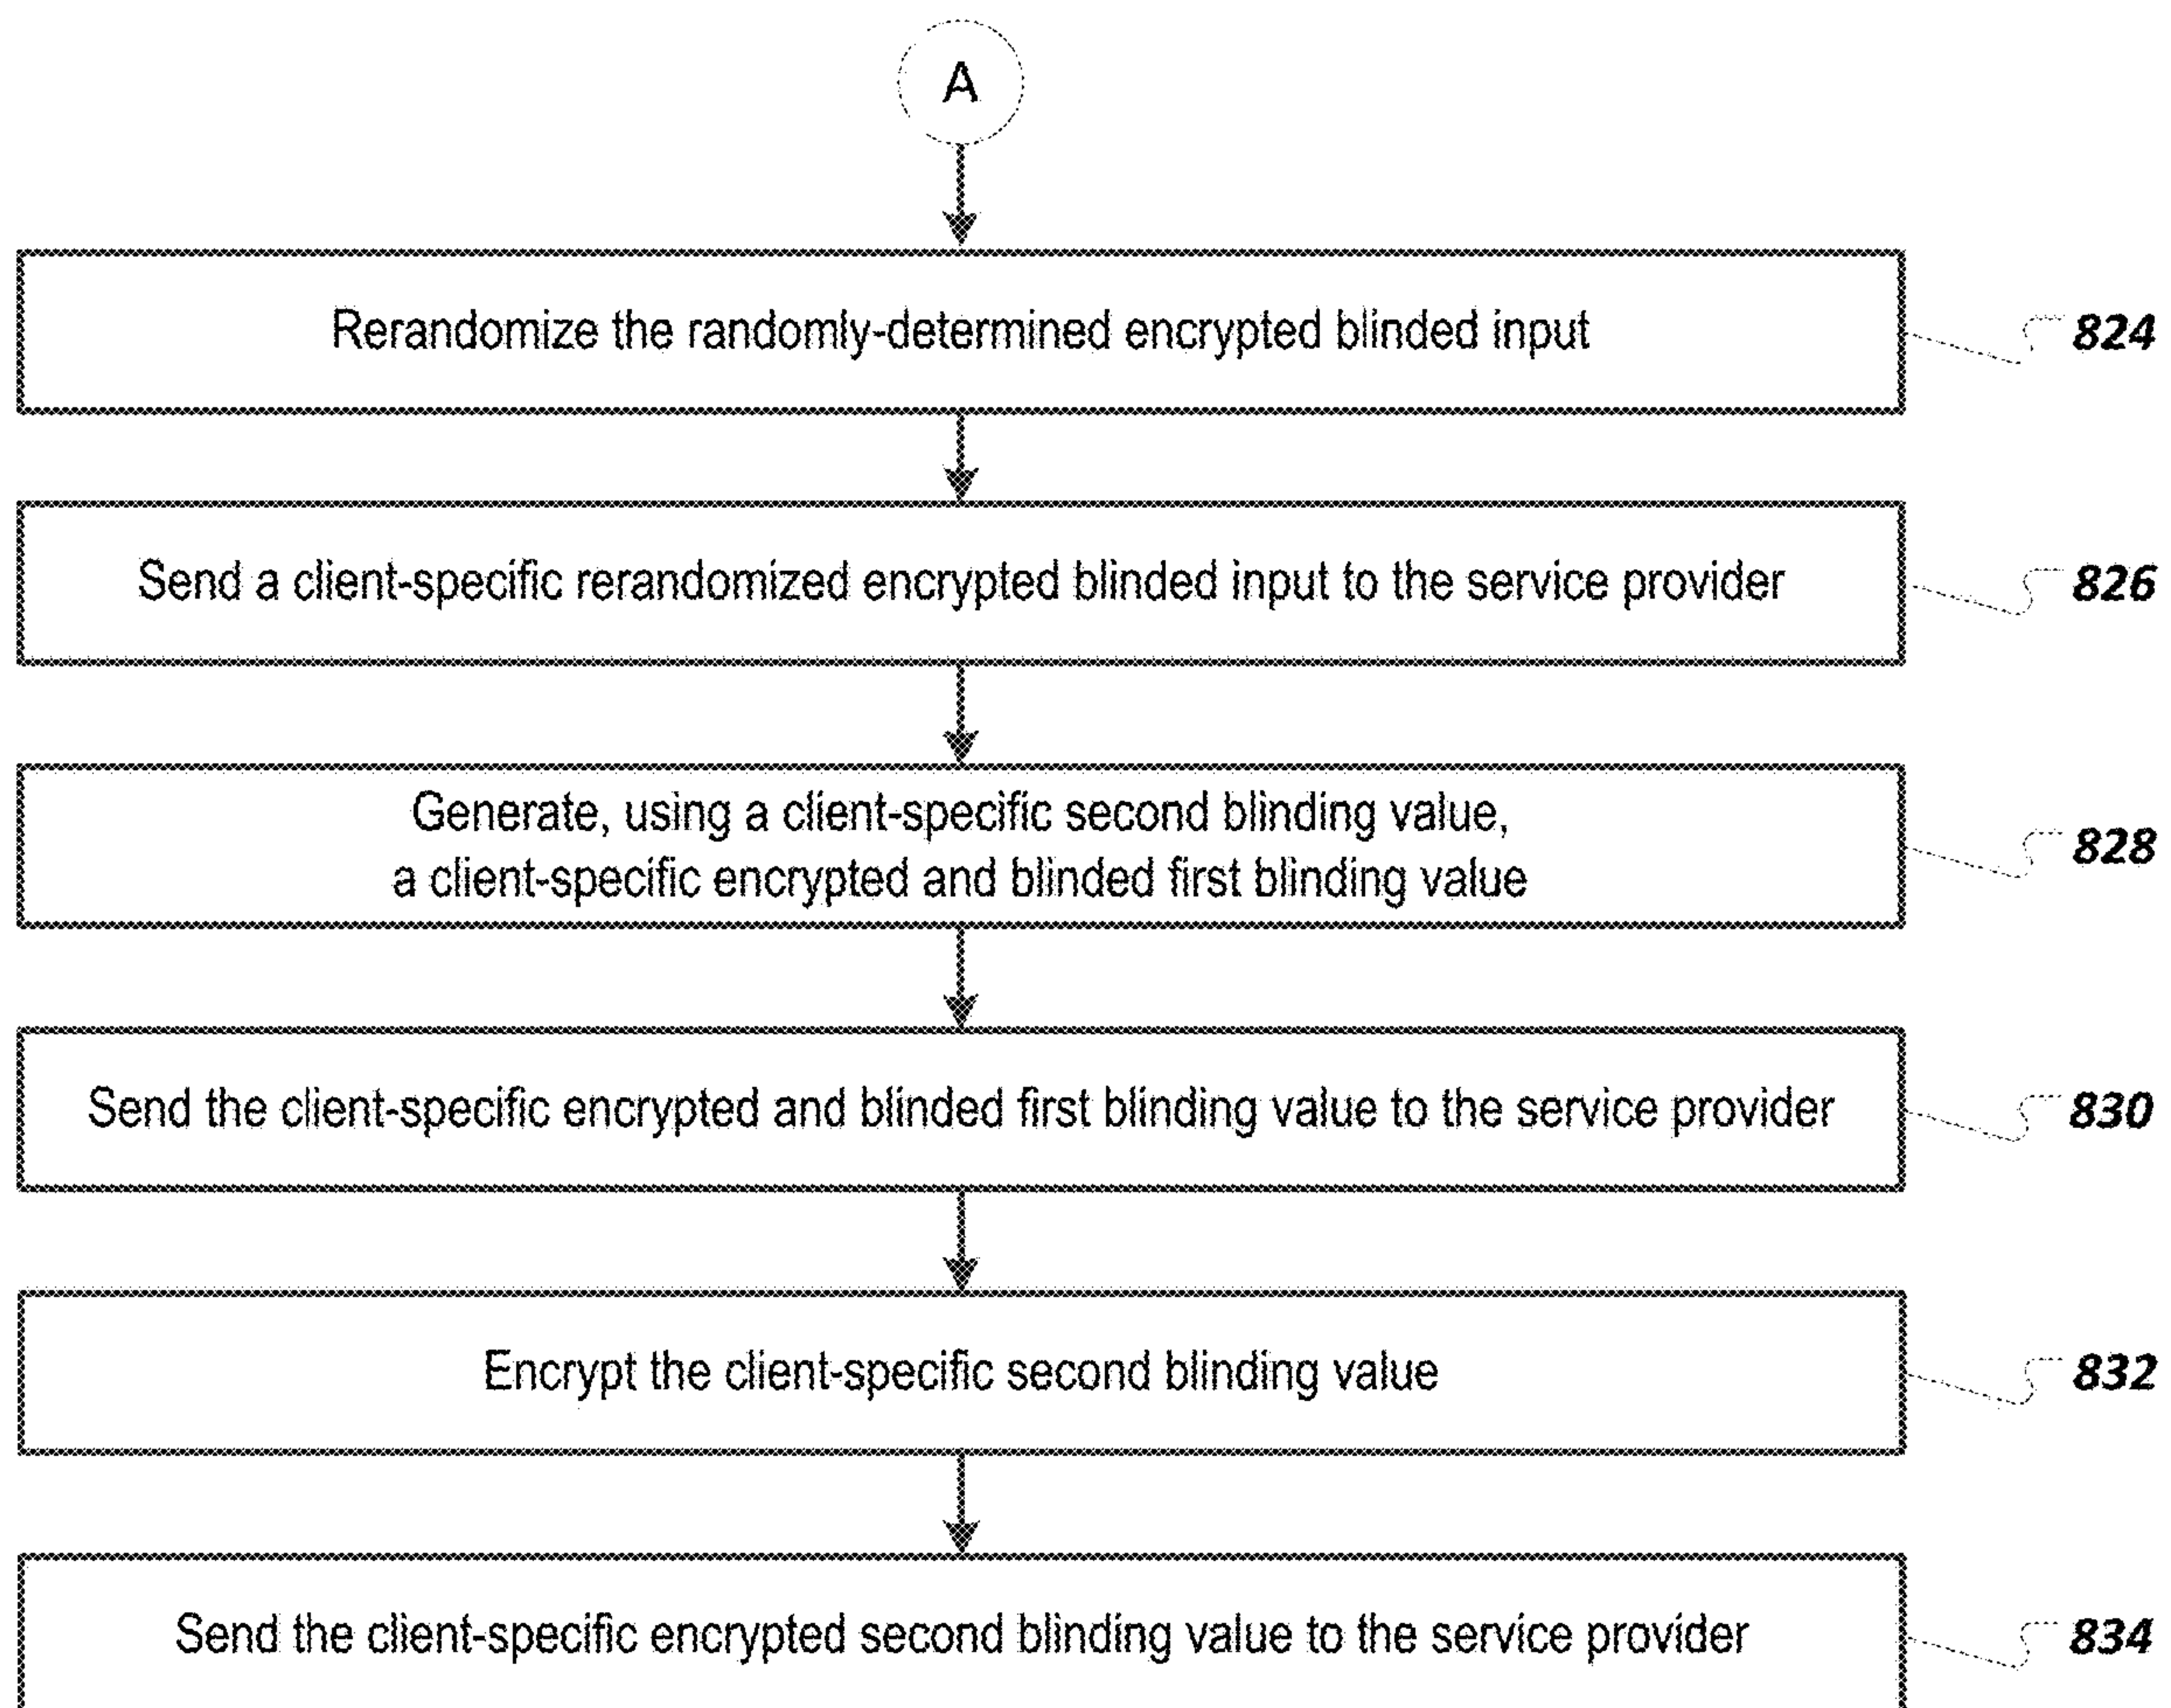 A
Rerandomize the randomly-determined encrypted blinded input
824
Send a client-specific rerandomized encrypted blinded input to the service provider
826
Generate, using a client-specific second blinding value,
a client-specific encrypted and blinded first blinding value
828
Send the client-specific encrypted and blinded first blinding value to the service provider
830
Encrypt the client-specific second blinding value
832
Send the client-specific encrypted second blinding value to the service provider
834